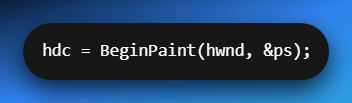 hdc = BeginPaint(hwnd, &ps);